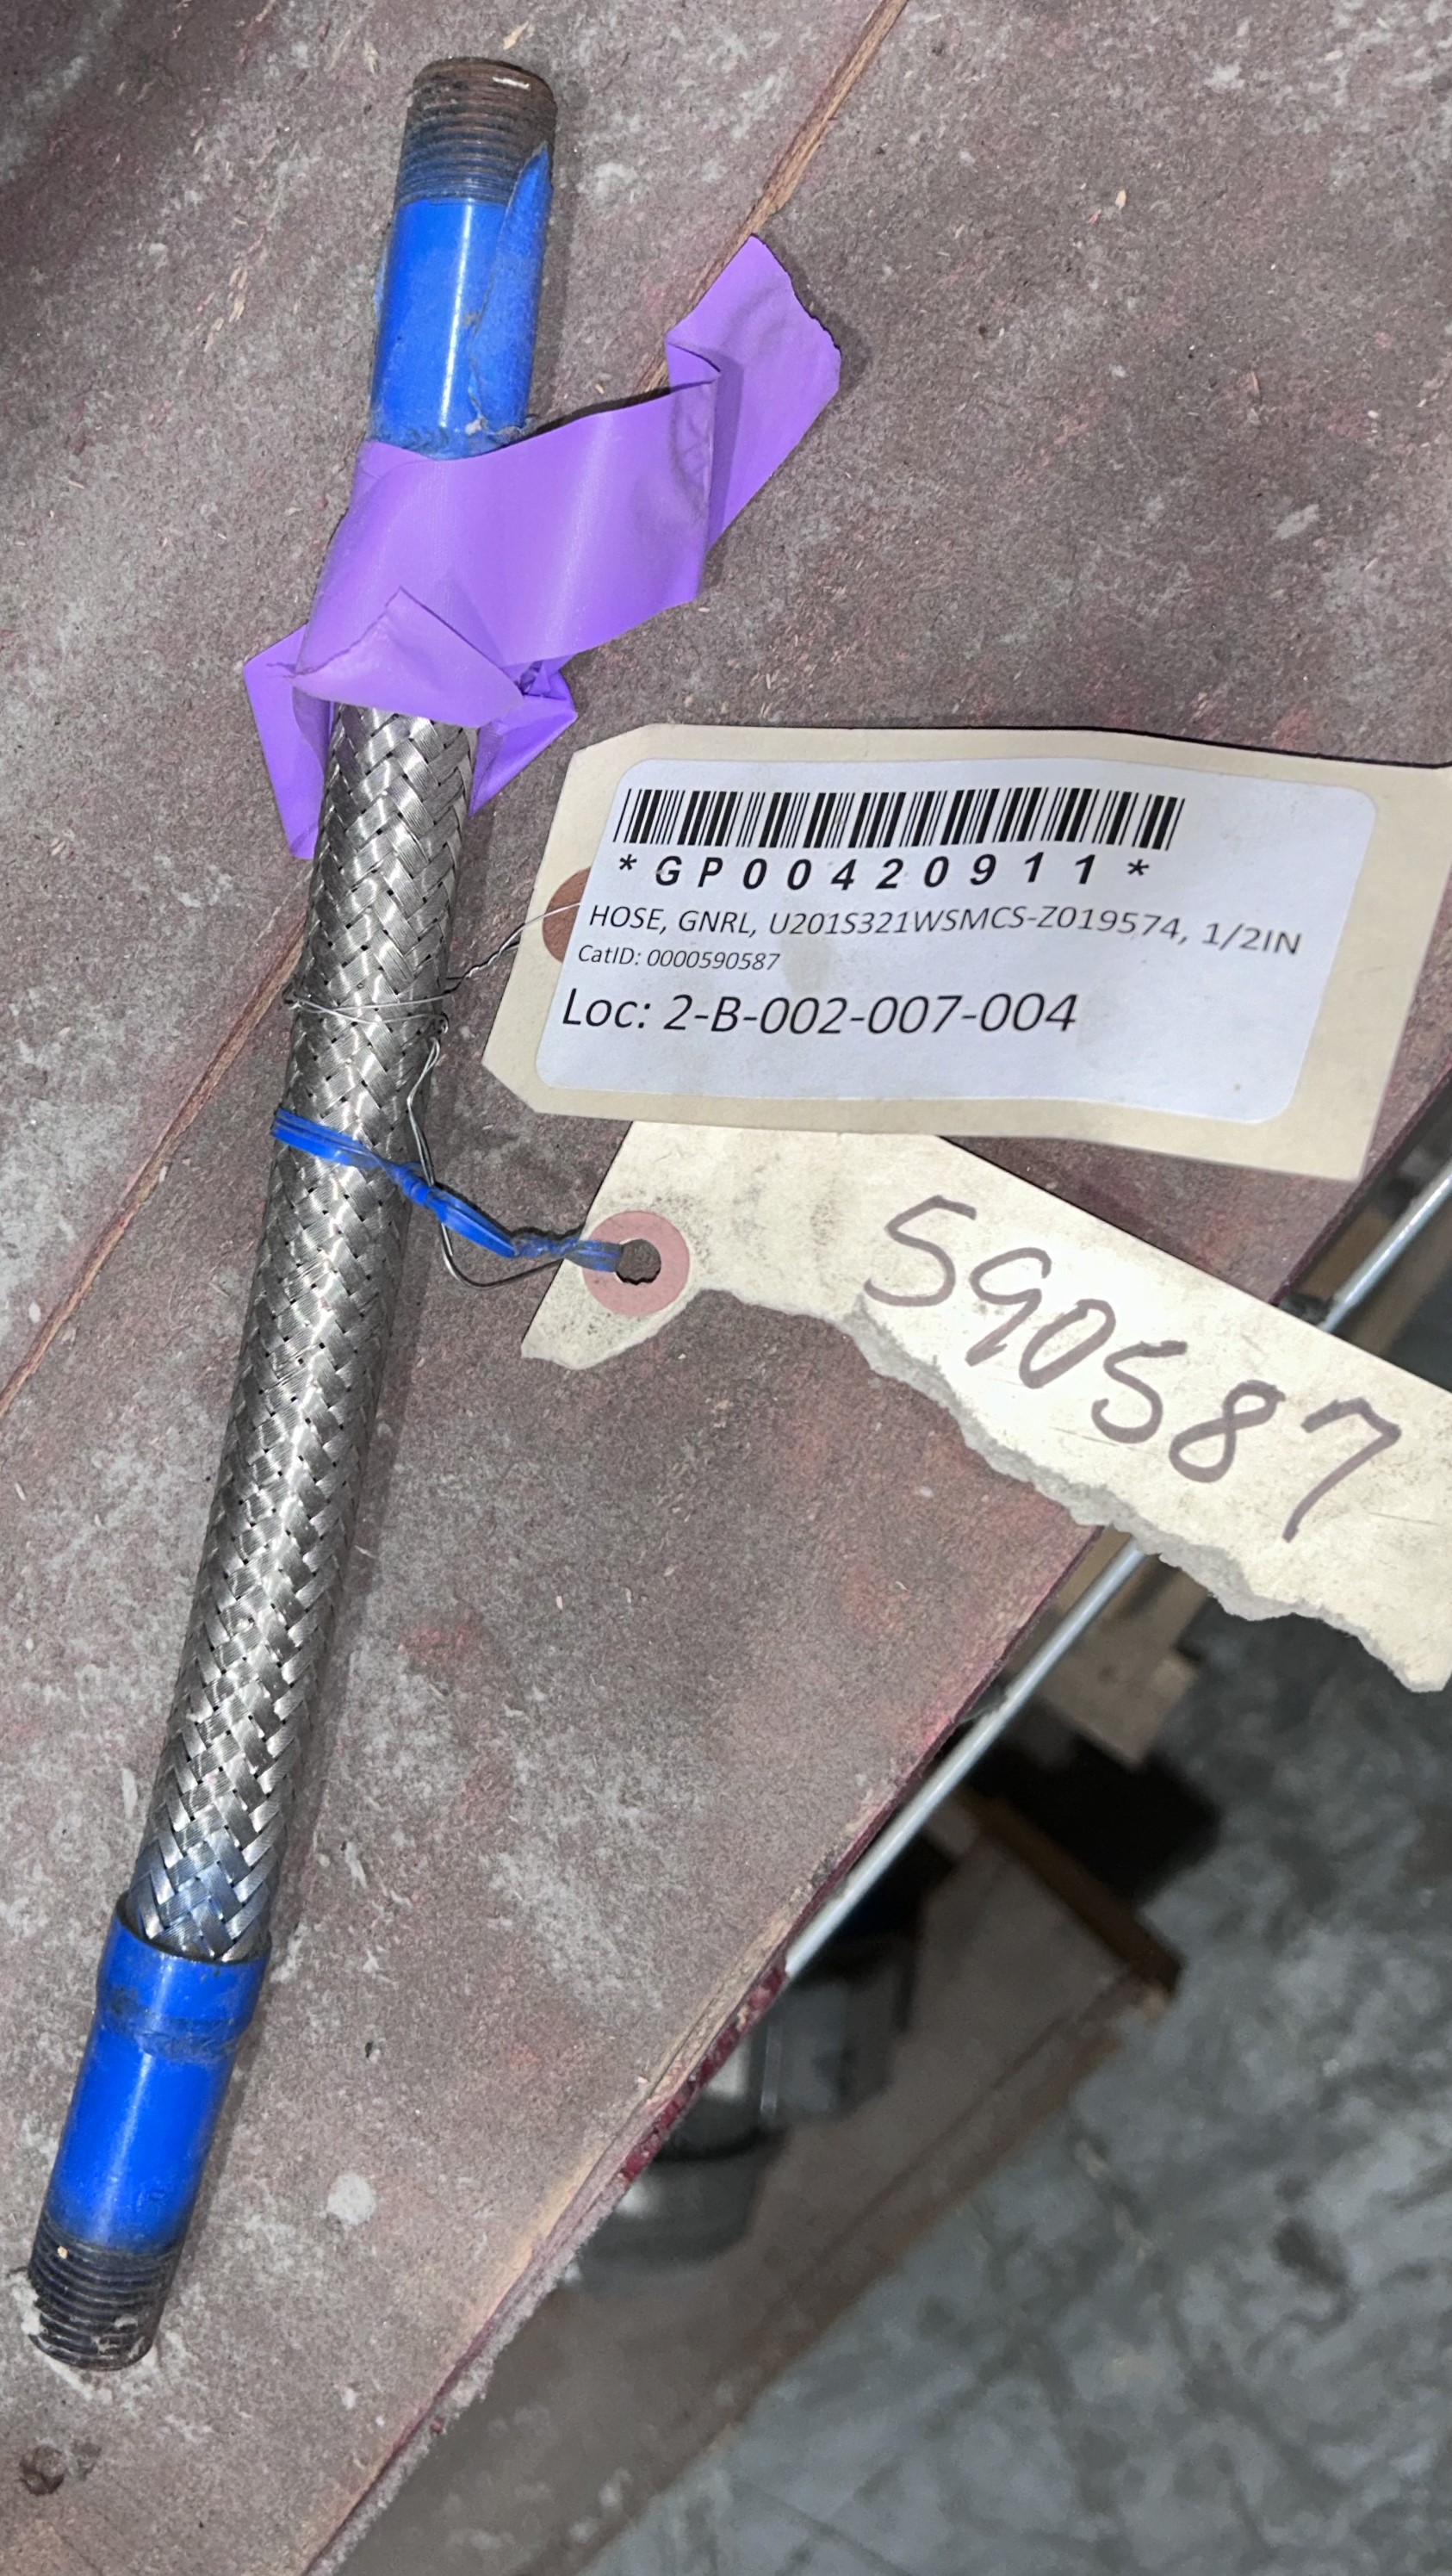 *GP00420911*
HOSE, GNRL, U201S321WSMCS-Z019574, 1/2IN
CatID: 0000590587
Loc: 2-B-002-007-004
590587